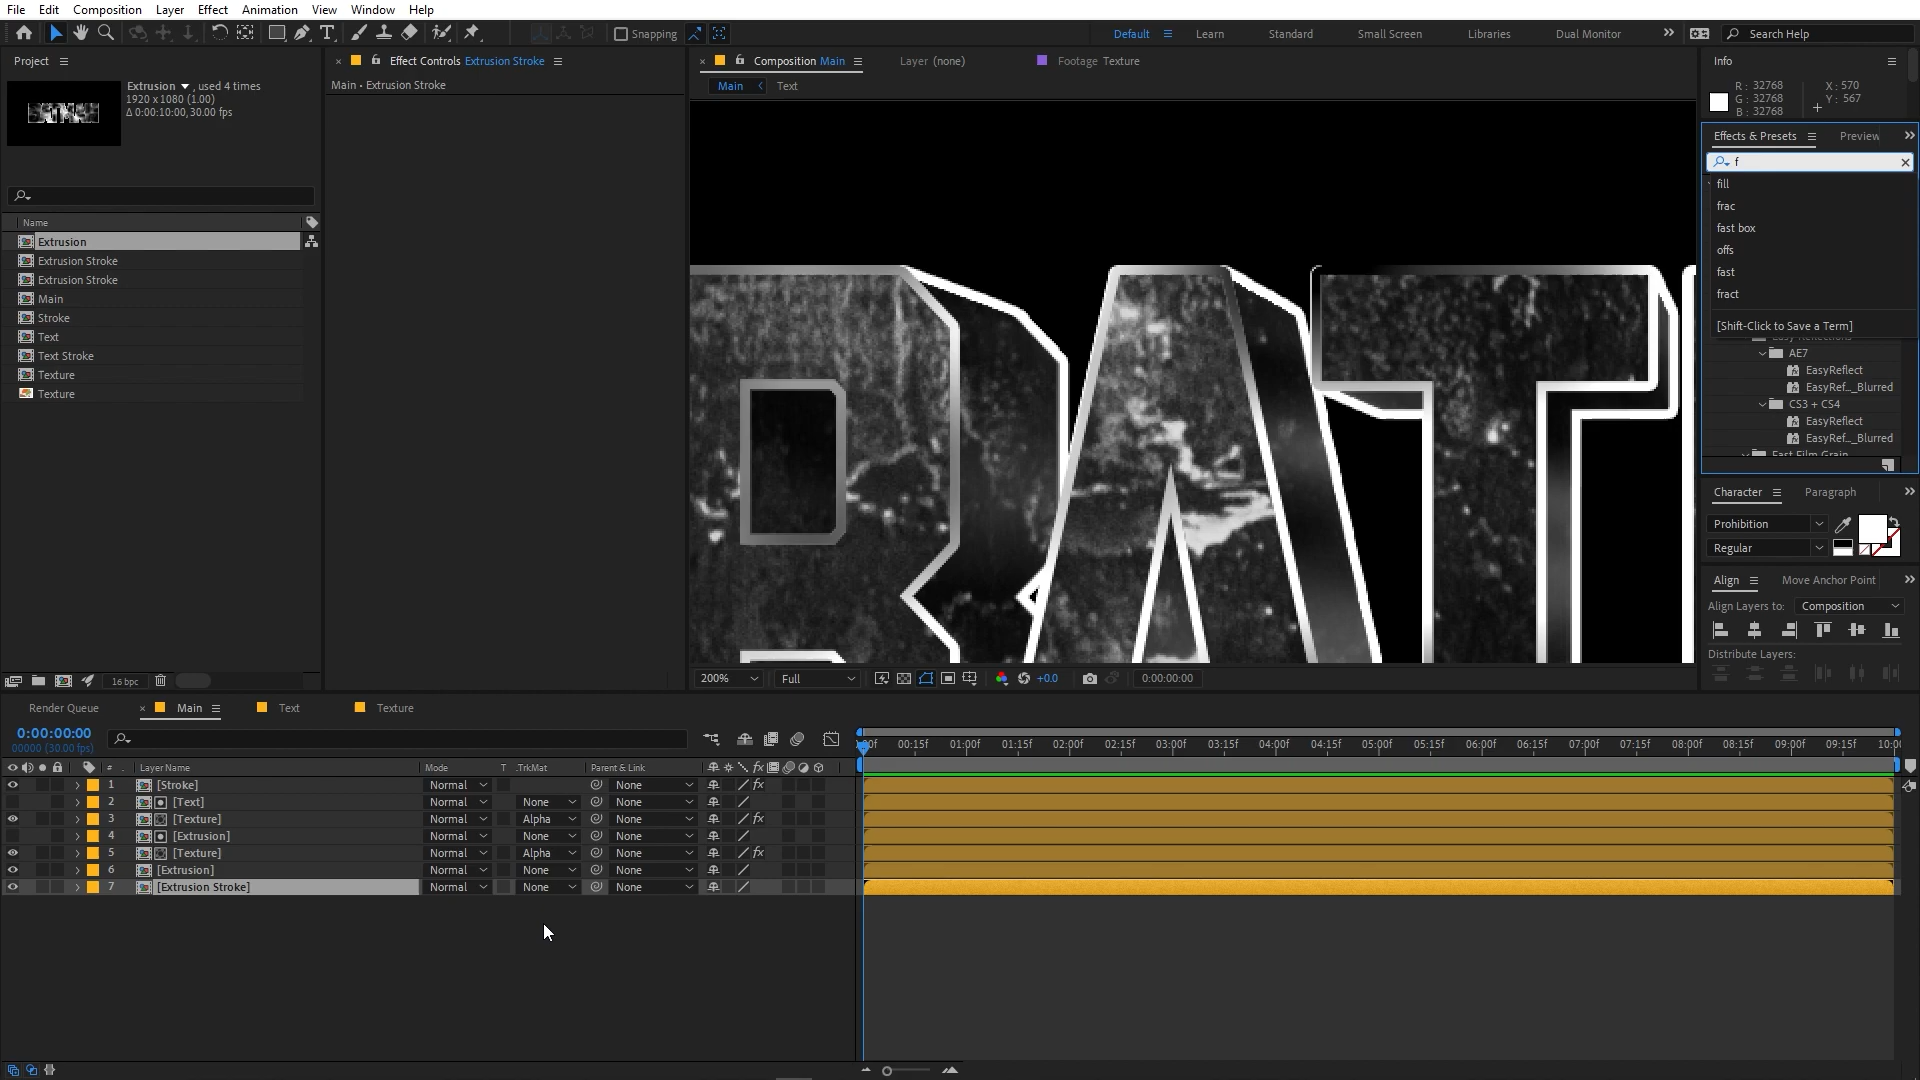 File Edit Composition Layer Effect Animation View Window Help
Snapping
Default Learn Standard Small Screen Libraries Dual Monitor Search Help
Project
Extrusion , used 4 times
1920 x 1080 (1.00)
Δ 0:00:10:00, 30.00 fps
Name
Extrusion
Extrusion Stroke
Extrusion Stroke
Main
Stroke
Text
Text Stroke
Texture
Texture
16 bpc
Effect Controls Extrusion Stroke
Main • Extrusion Stroke
Composition Main Layer (none) Footage Texture
Main Text
200% Full +0.0 0:00:00:00
Info
R : 32768 X : 570
G : 32768 Y : 567
B : 32768
Effects & Presets Preview
f
fill
frac
fast box
offs
fast
fract
[Shift-Click to Save a Term]
AE7
EasyReflect
EasyRef..._Blurred
CS3 + CS4
EasyReflect
EasyRef..._Blurred
Fast Film Grain
Character Paragraph
Prohibition
Regular
Align Move Anchor Point
Align Layers to: Composition
Distribute Layers:
Render Queue Main Text Texture
0:00:00:00
00000 (30.00 fps)
:00f 00:15f 01:00f 01:15f 02:00f 02:15f 03:00f 03:15f 04:00f 04:15f 05:00f 05:15f 06:00f 06:15f 07:00f 07:15f 08:00f 08:15f 09:00f 09:15f 10:0
# Layer Name Mode T .TrkMat Parent & Link
1 [Stroke] Normal None
2 [Text] Normal None None
3 [Texture] Normal Alpha None
4 [Extrusion] Normal None None
5 [Texture] Normal Alpha None
6 [Extrusion] Normal None None
7 [Extrusion Stroke] Normal None None